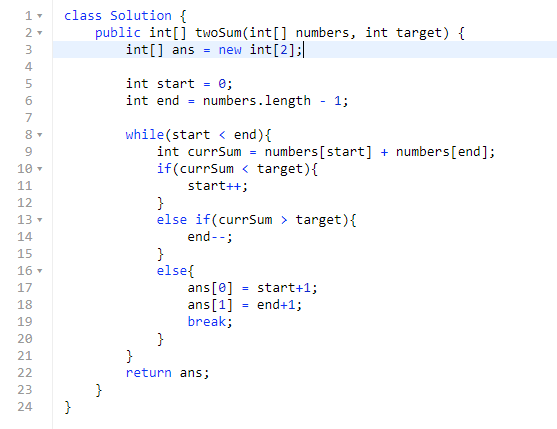 1 class Solution {
2 public int[] twoSum(int[] numbers, int target) {
3 int[] ans = new int[2];
4
5 int start = 0;
6 int end = numbers.length - 1;
7
8 while(start < end){
9 int currSum = numbers[start] + numbers[end];
10 if(currSum < target){
11 start++;
12 }
13 else if(currSum > target){
14 end--;
15 }
16 else{
17 ans[0] = start+1;
18 ans[1] = end+1;
19 break;
20 }
21 }
22 return ans;
23 }
24 }